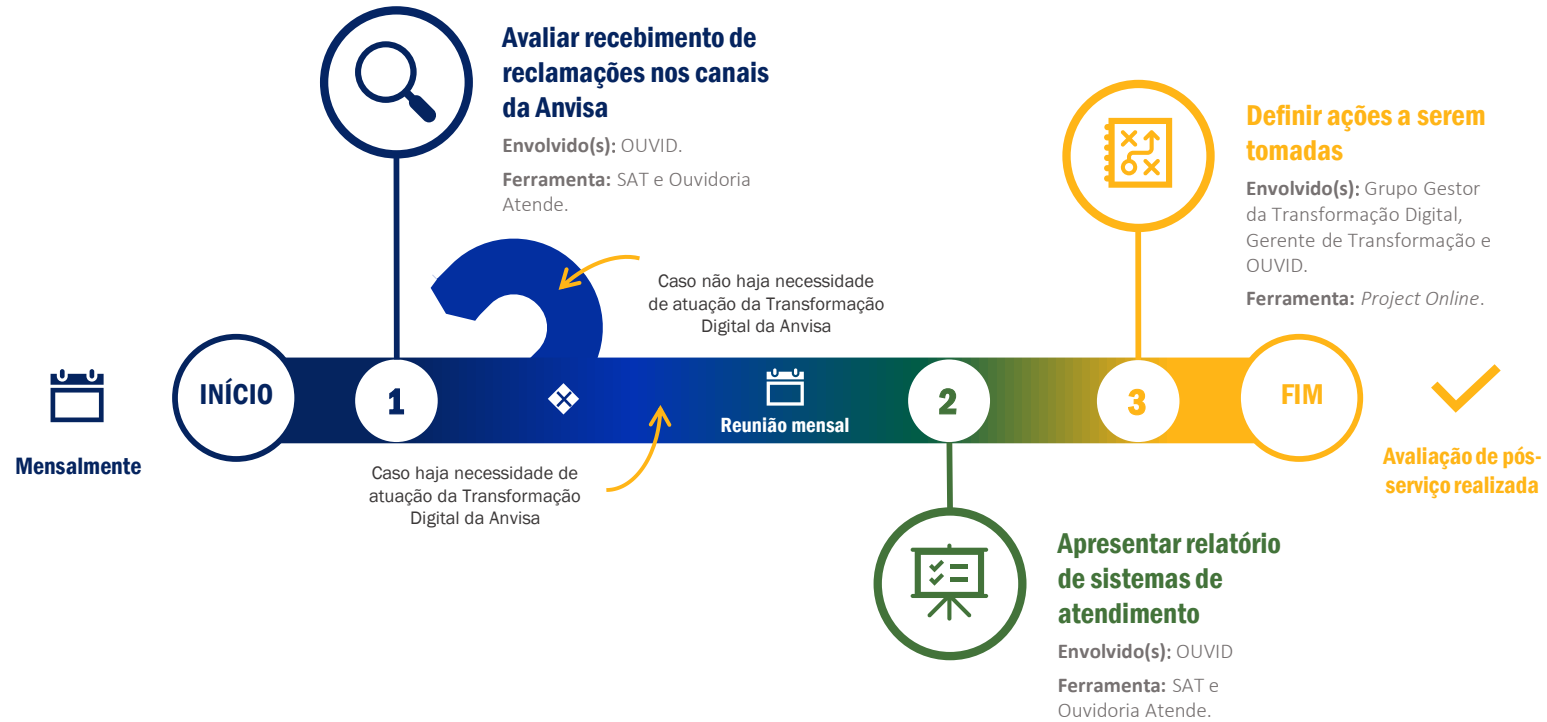 Avaliar recebimento de
reclamações nos canais
da Anvisa
Envolvido(s): OUVID.
Ferramenta: SAT e Ouvidoria
Atende.
Definir ações a serem
tomadas
Envolvido(s): Grupo Gestor
da Transformação Digital,
Gerente de Transformação e
OUVID.
Ferramenta: Project Online.
Caso não haja necessidade
de atuação da Transformação
Digital da Anvisa
Mensalmente
INÍCIO
1
Reunião mensal
2
3
FIM
Avaliação de pós-
serviço realizada
Caso haja necessidade de
atuação da Transformação
Digital da Anvisa
Apresentar relatório
de sistemas de
atendimento
Envolvido(s): OUVID
Ferramenta: SAT e
Ouvidoria Atende.